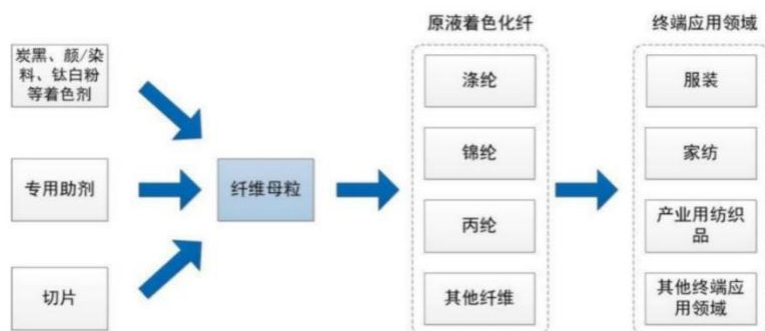 原液着色化纤
终端应用领域
炭黑、颜/染
料、钛白粉
等着色剂
涤纶
服装
锦纶
家纺
专用助剂
纤维母粒
丙纶
产业用纺织
品
切片
其他纤维
其他终端应
用领域